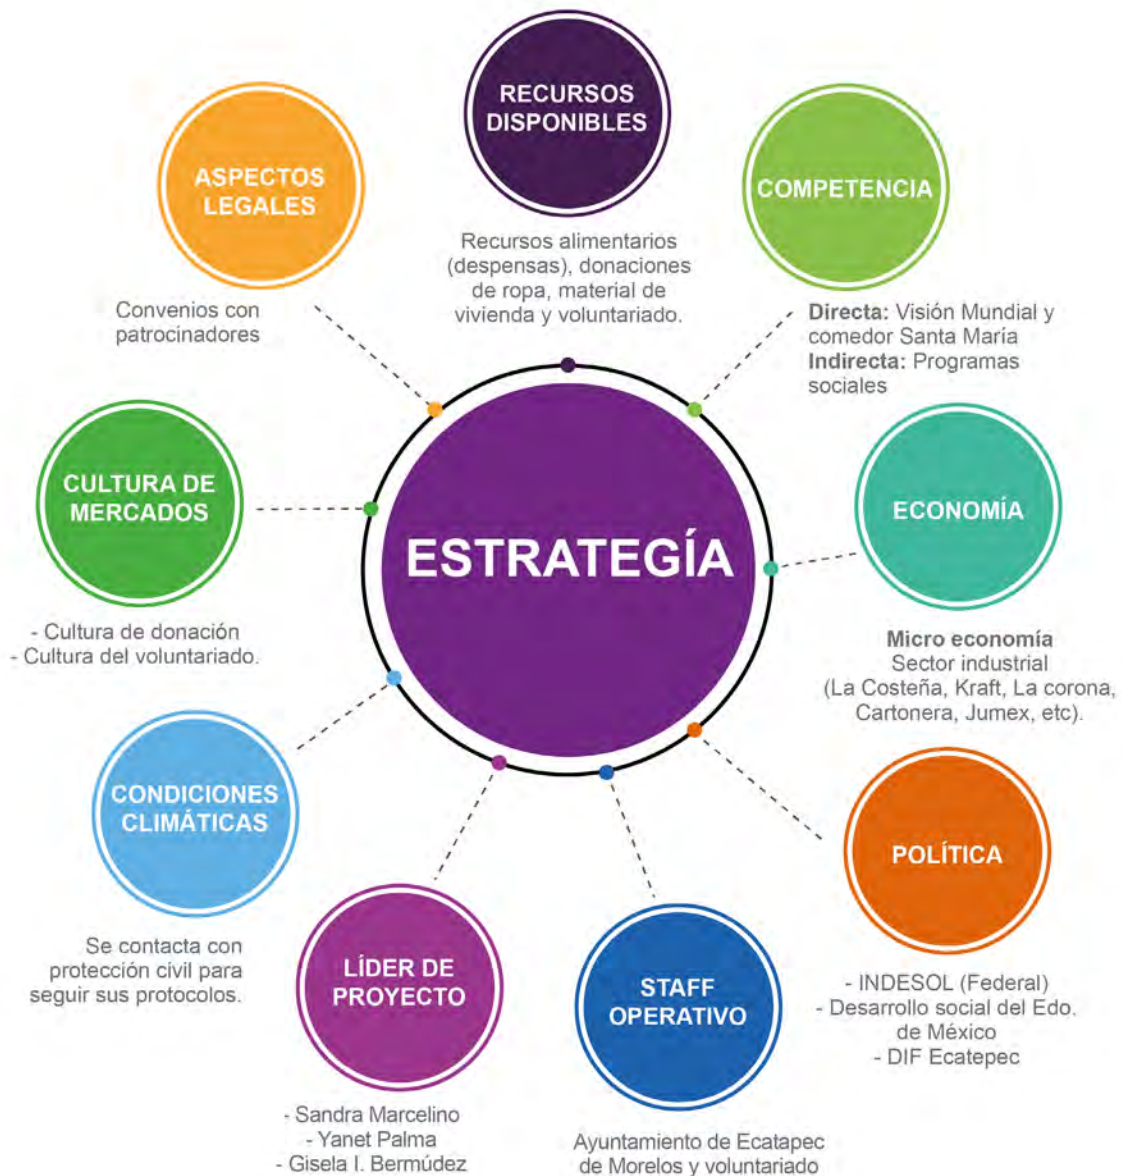 RECURSOS
DISPONIBLES
Recursos alimentarios
(despensas), donaciones
de ropa, material de
vivienda y voluntariado.
COMPETENCIA
Directa: Visión Mundial y
comedor Santa María
Indirecta: Programas
sociales
ECONOMÍA
Micro economía
Sector industrial
(La Costeña, Kraft, La corona,
Cartonera, Jumex, etc).
POLÍTICA
- INDESOL (Federal)
- Desarrollo social del Edo.
de México
- DIF Ecatepec
STAFF
OPERATIVO
Ayuntamiento de Ecatapec
de Morelos y voluntariado
LÍDER DE
PROYECTO
- Sandra Marcelino
- Yanet Palma
- Gisela I. Bermúdez
CONDICIONES
CLIMÁTICAS
Se contacta con
protección civil para
seguir sus protocolos.
CULTURA DE
MERCADOS
- Cultura de donación
- Cultura del voluntariado.
ASPECTOS
LEGALES
Convenios con
patrocinadores
ESTRATEGÍA